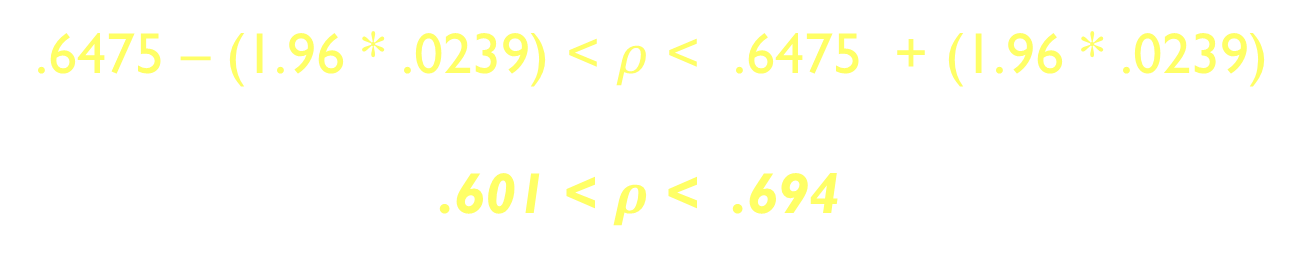 .6475 – (1.96 * .0239) < ρ < .6475 + (1.96 * .0239)
.601 < ρ < .694